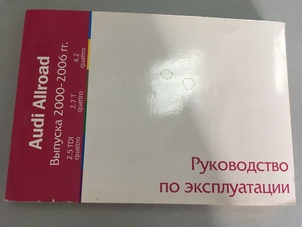 Audi Allroad
Выпуска 2000-2006 гг.
2.5 TDI
quattro
2.7 T
quattro
4.2
quattro
Руководство
по эксплуатации